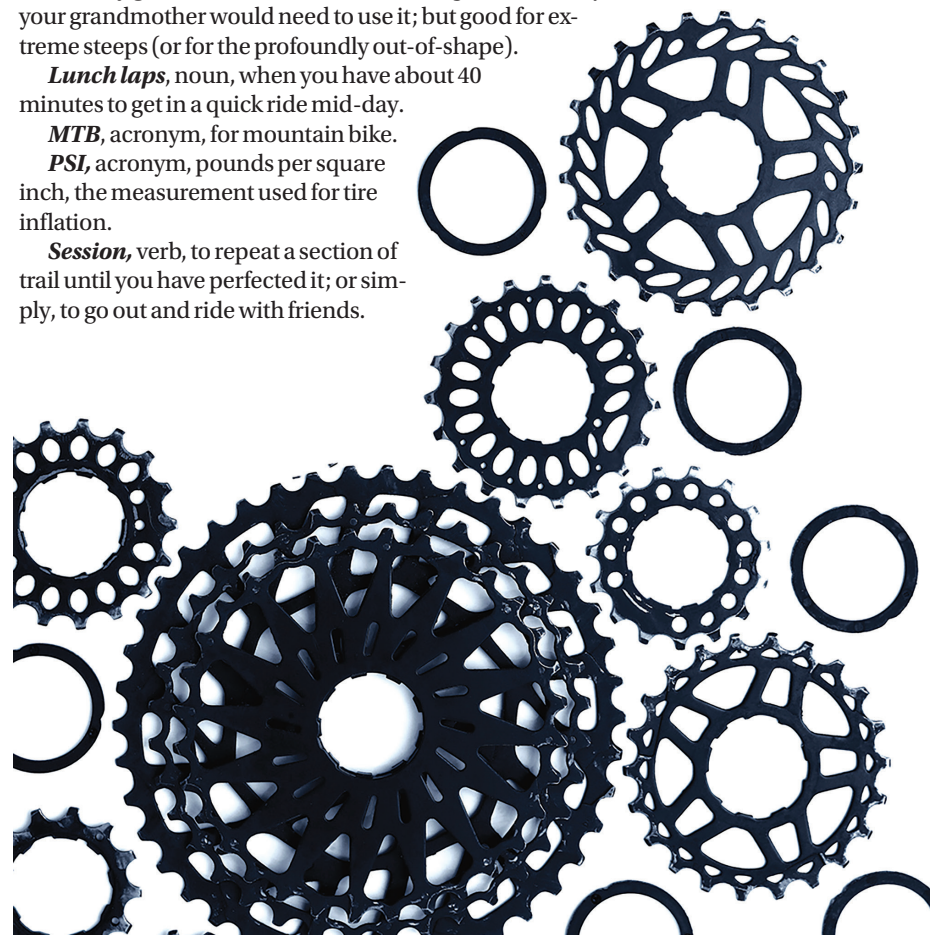 your grandmother would need to use it; but good for ex-
treme steeps (or for the profoundly out-of-shape).
Lunch laps, noun, when you have about 40
minutes to get in a quick ride mid-day.
MTB, acronym, for mountain bike.
PSI, acronym, pounds per square
inch, the measurement used for tire
inflation.
Session, verb, to repeat a section of
trail until you have perfected it; or sim-
ply, to go out and ride with friends.